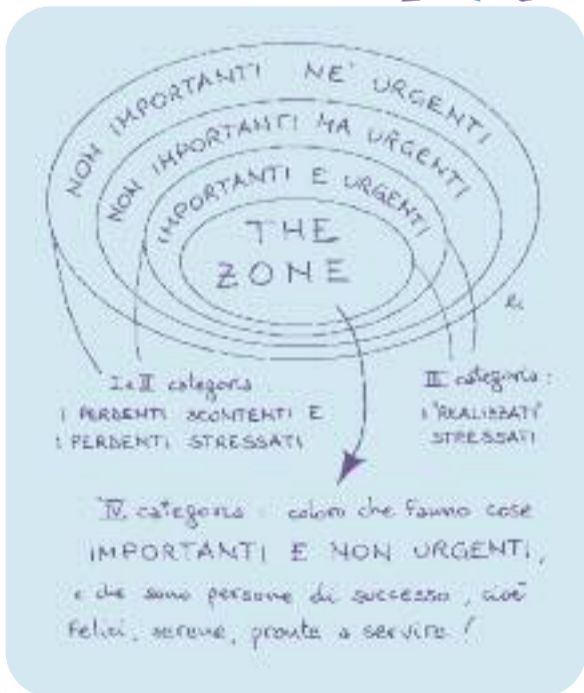 NON IMPORTANTI NE' URGENTI
NON IMPORTANTI MA URGENTI
IMPORTANTI E URGENTI
THE
ZONE
I e II categoria
I PERDENTI SCONTENTI E
I PERDENTI STRESSATI
III categoria:
I "REALIZZATI"
STRESSATI
IV categoria: coloro che fanno cose
IMPORTANTI E NON URGENTI,
e che sono persone di successo, cioè
felici, serene, pronte a servire!